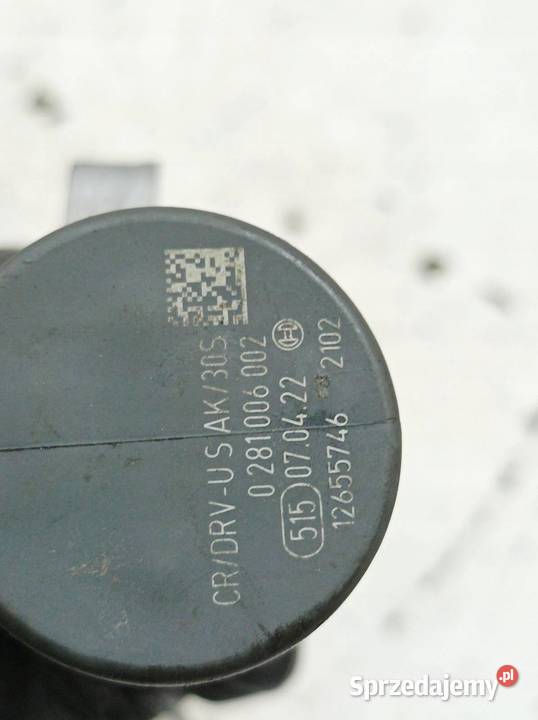 CR/DRV-U S AK/30S
0 281 006 002
515 07.04.22
12655746 2102
Sprzedajemy.pl